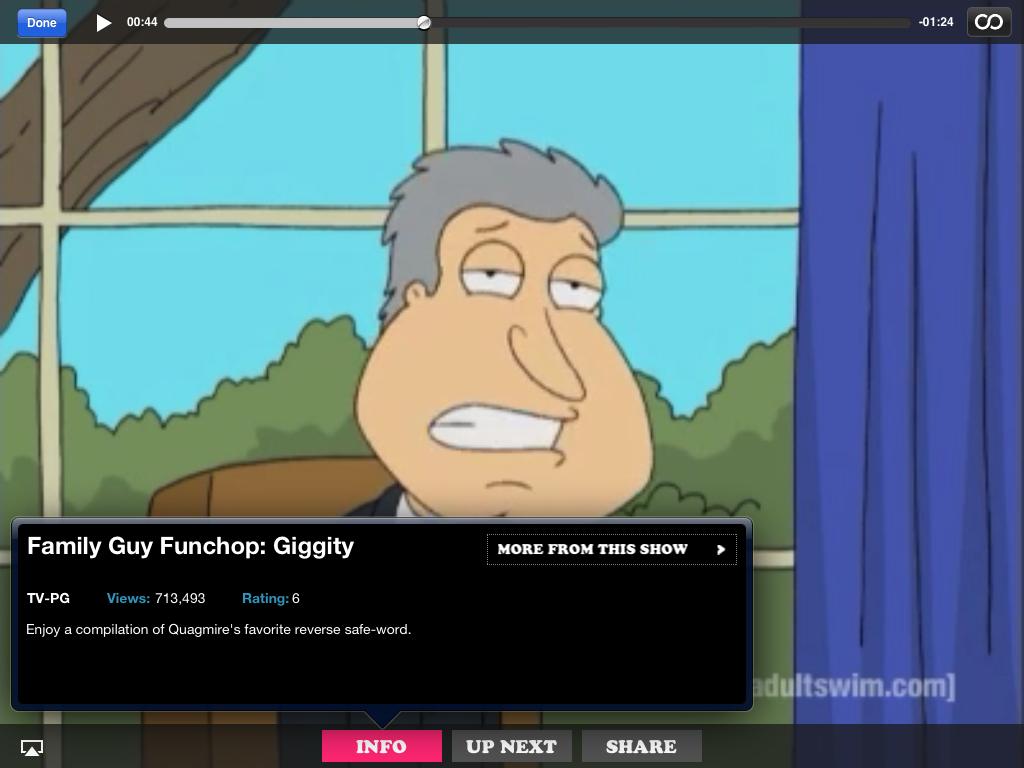 Done
00:44
-01:24
Family Guy Funchop: Giggity
MORE FROM THIS SHOW
TV-PG Views: 713,493 Rating: 6
Enjoy a compilation of Quagmire's favorite reverse safe-word.
adultswim.com]
INFO
UP NEXT
SHARE